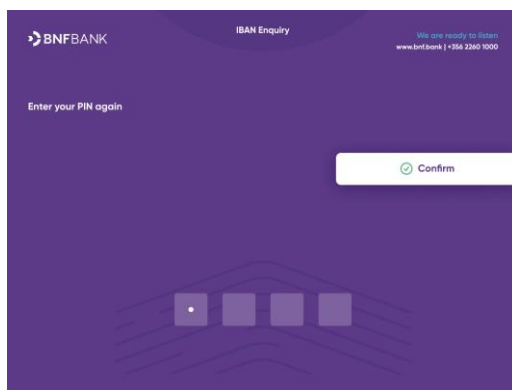 BNFBANK
IBAN Enquiry
We are ready to listen
www.bnf.bank | +356 2260 1000
Enter your PIN again
Confirm